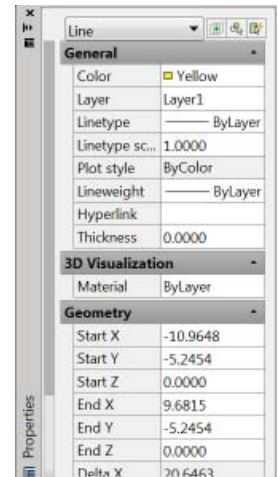 Line
General
Color Yellow
Layer Layer1
Linetype ByLayer
Linetype sc... 1.0000
Plot style ByColor
Lineweight ByLayer
Hyperlink
Thickness 0.0000
3D Visualization
Material ByLayer
Geometry
Start X -10.9648
Start Y -5.2454
Start Z 0.0000
End X 9.6815
End Y -5.2454
End Z 0.0000
Delta X 20.6463
Properties